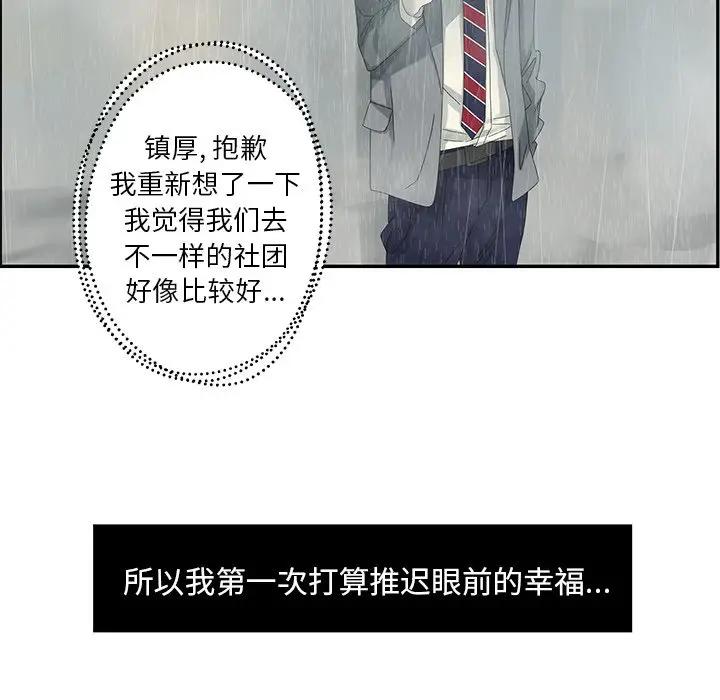 镇厚, 抱歉
我重新想了一下
我觉得我们去
不一样的社团
好像比较好...
所以我第一次打算推迟眼前的幸福...